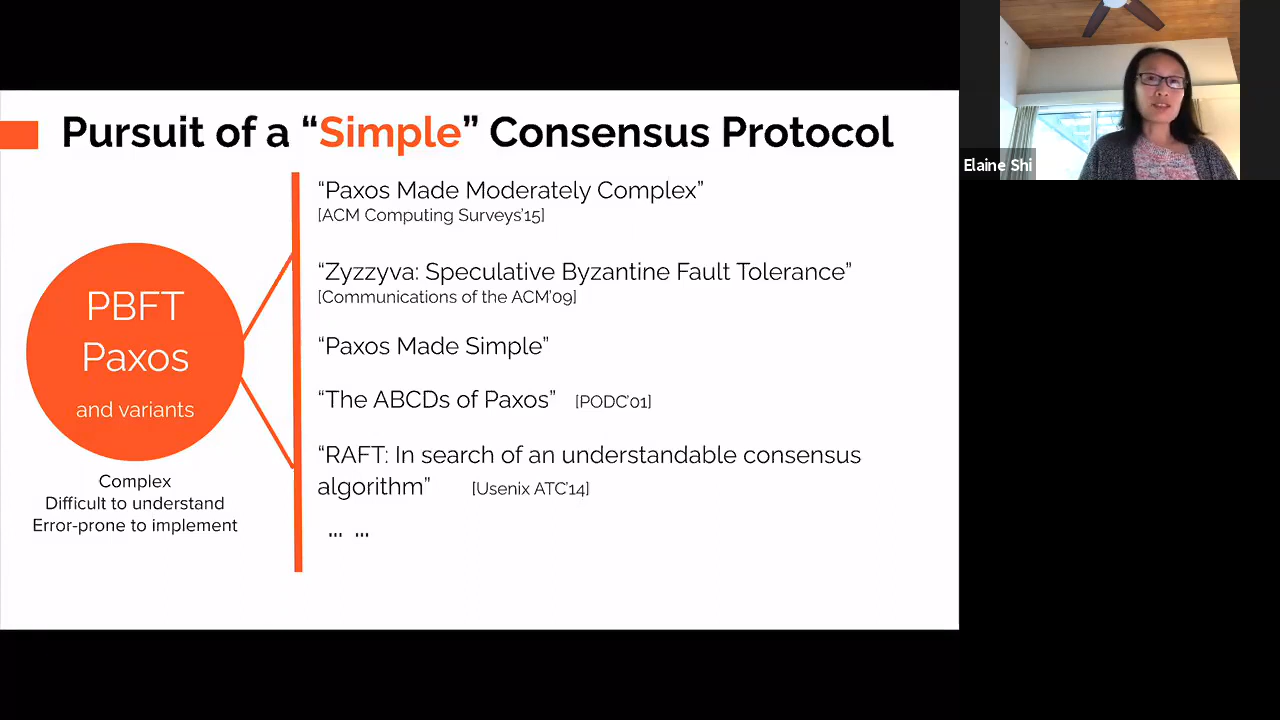 Pursuit of a “Simple” Consensus Protocol
“Paxos Made Moderately Complex”
[ACM Computing Surveys'15]
“Zyzzyva: Speculative Byzantine Fault Tolerance”
[Communications of the ACM'09]
“Paxos Made Simple”
“The ABCDs of Paxos” [PODC'01]
“RAFT: In search of an understandable consensus
algorithm” [Usenix ATC'14]
... ...
PBFT
Paxos
and variants
Complex
Difficult to understand
Error-prone to implement
Elaine Shi